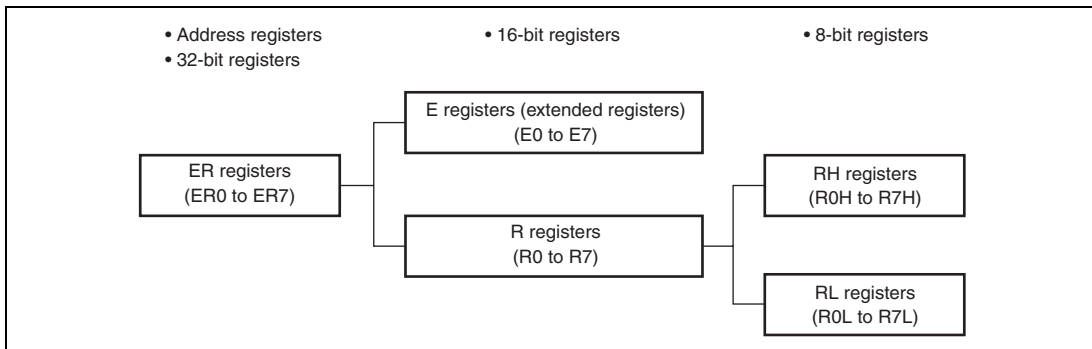 • Address registers
• 32-bit registers
• 16-bit registers
• 8-bit registers
E registers (extended registers)
(E0 to E7)
ER registers
(ER0 to ER7)
RH registers
(R0H to R7H)
R registers
(R0 to R7)
RL registers
(R0L to R7L)